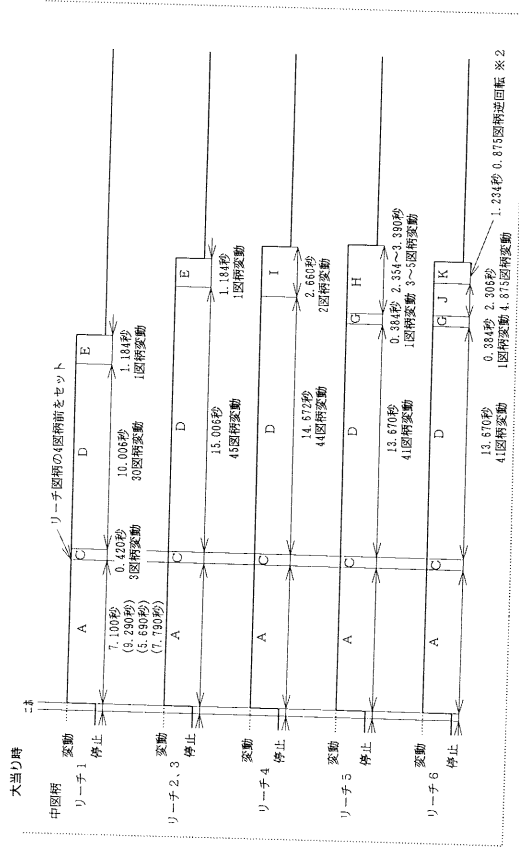 大当り時
中図柄
変動
リーチ1
停止
A
7.100秒
(9.290秒)
(5.690秒)
(7.790秒)
C
0.420秒
3図柄変動
リーチ図柄の4図柄前をセット
D
10.006秒
30図柄変動
E
1.184秒
1図柄変動
変動
リーチ2、3
停止
A
C
D
15.006秒
45図柄変動
E
1.184秒
1図柄変動
変動
リーチ4
停止
A
C
D
14.672秒
44図柄変動
I
2.660秒
2図柄変動
変動
リーチ5
停止
A
C
D
13.670秒
41図柄変動
G
H
0.384秒 2.354～3.390秒
1図柄変動 3～5図柄変動
変動
リーチ6
停止
A
C
D
13.670秒
41図柄変動
G
J
K
0.384秒 2.306秒
1図柄変動 4.875図柄変動
1.234秒 0.875図柄逆回転 ※2